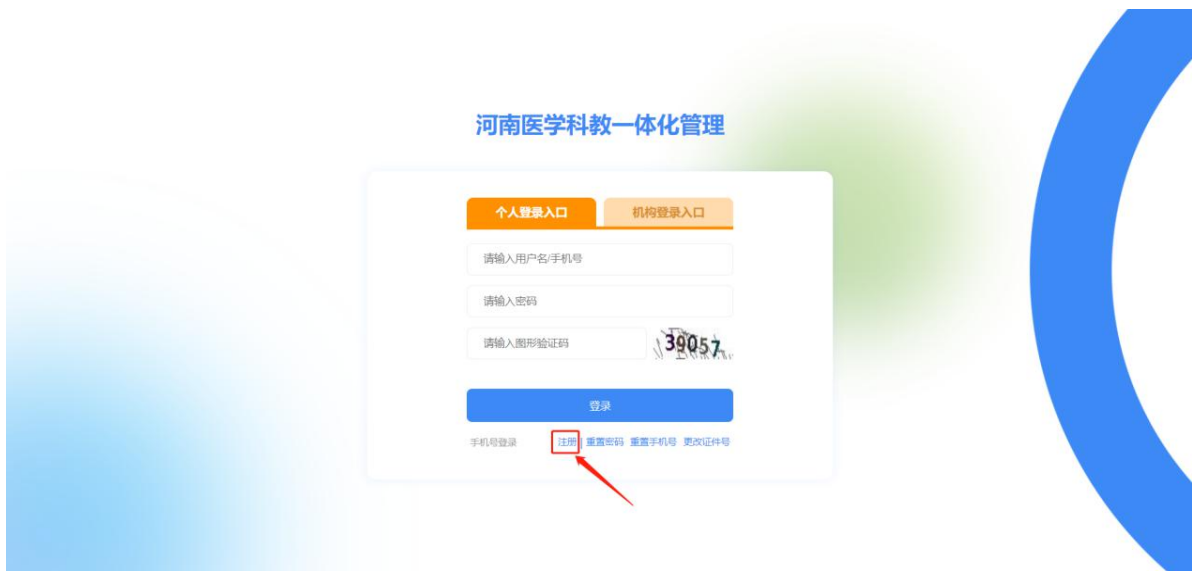 河南医学科教一体化管理
个人登录入口 机构登录入口
请输入用户名/手机号
请输入密码
请输入图形验证码 39057
登录
手机号登录 注册 | 重置密码 重置手机号 更改证件号